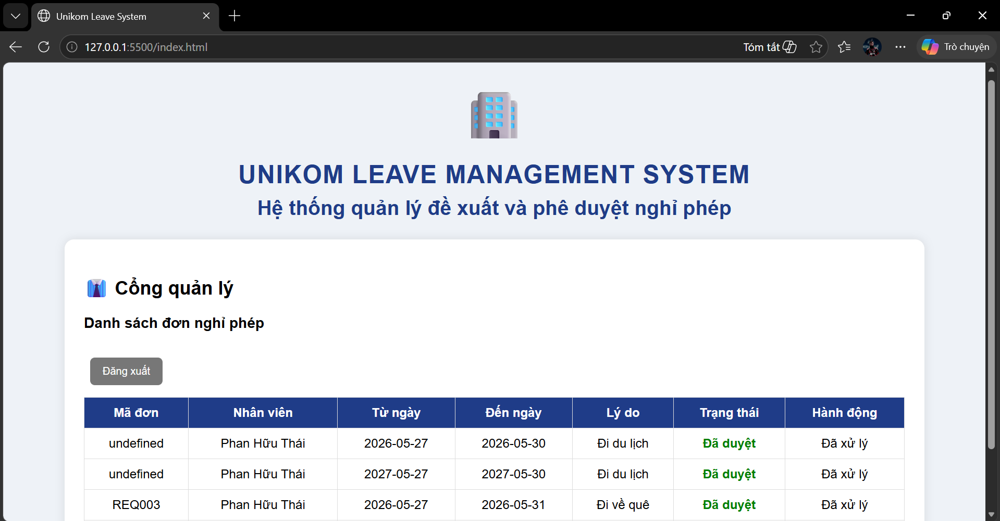 Unikom Leave System
127.0.0.1:5500/index.html
Tóm tắt
Trò chuyện
UNIKOM LEAVE MANAGEMENT SYSTEM
Hệ thống quản lý đề xuất và phê duyệt nghỉ phép
Cổng quản lý
Danh sách đơn nghỉ phép
Đăng xuất
Mã đơn Nhân viên Từ ngày Đến ngày Lý do Trạng thái Hành động
undefined Phan Hữu Thái 2026-05-27 2026-05-30 Đi du lịch Đã duyệt Đã xử lý
undefined Phan Hữu Thái 2027-05-27 2027-05-30 Đi du lịch Đã duyệt Đã xử lý
REQ003 Phan Hữu Thái 2026-05-27 2026-05-31 Đi về quê Đã duyệt Đã xử lý